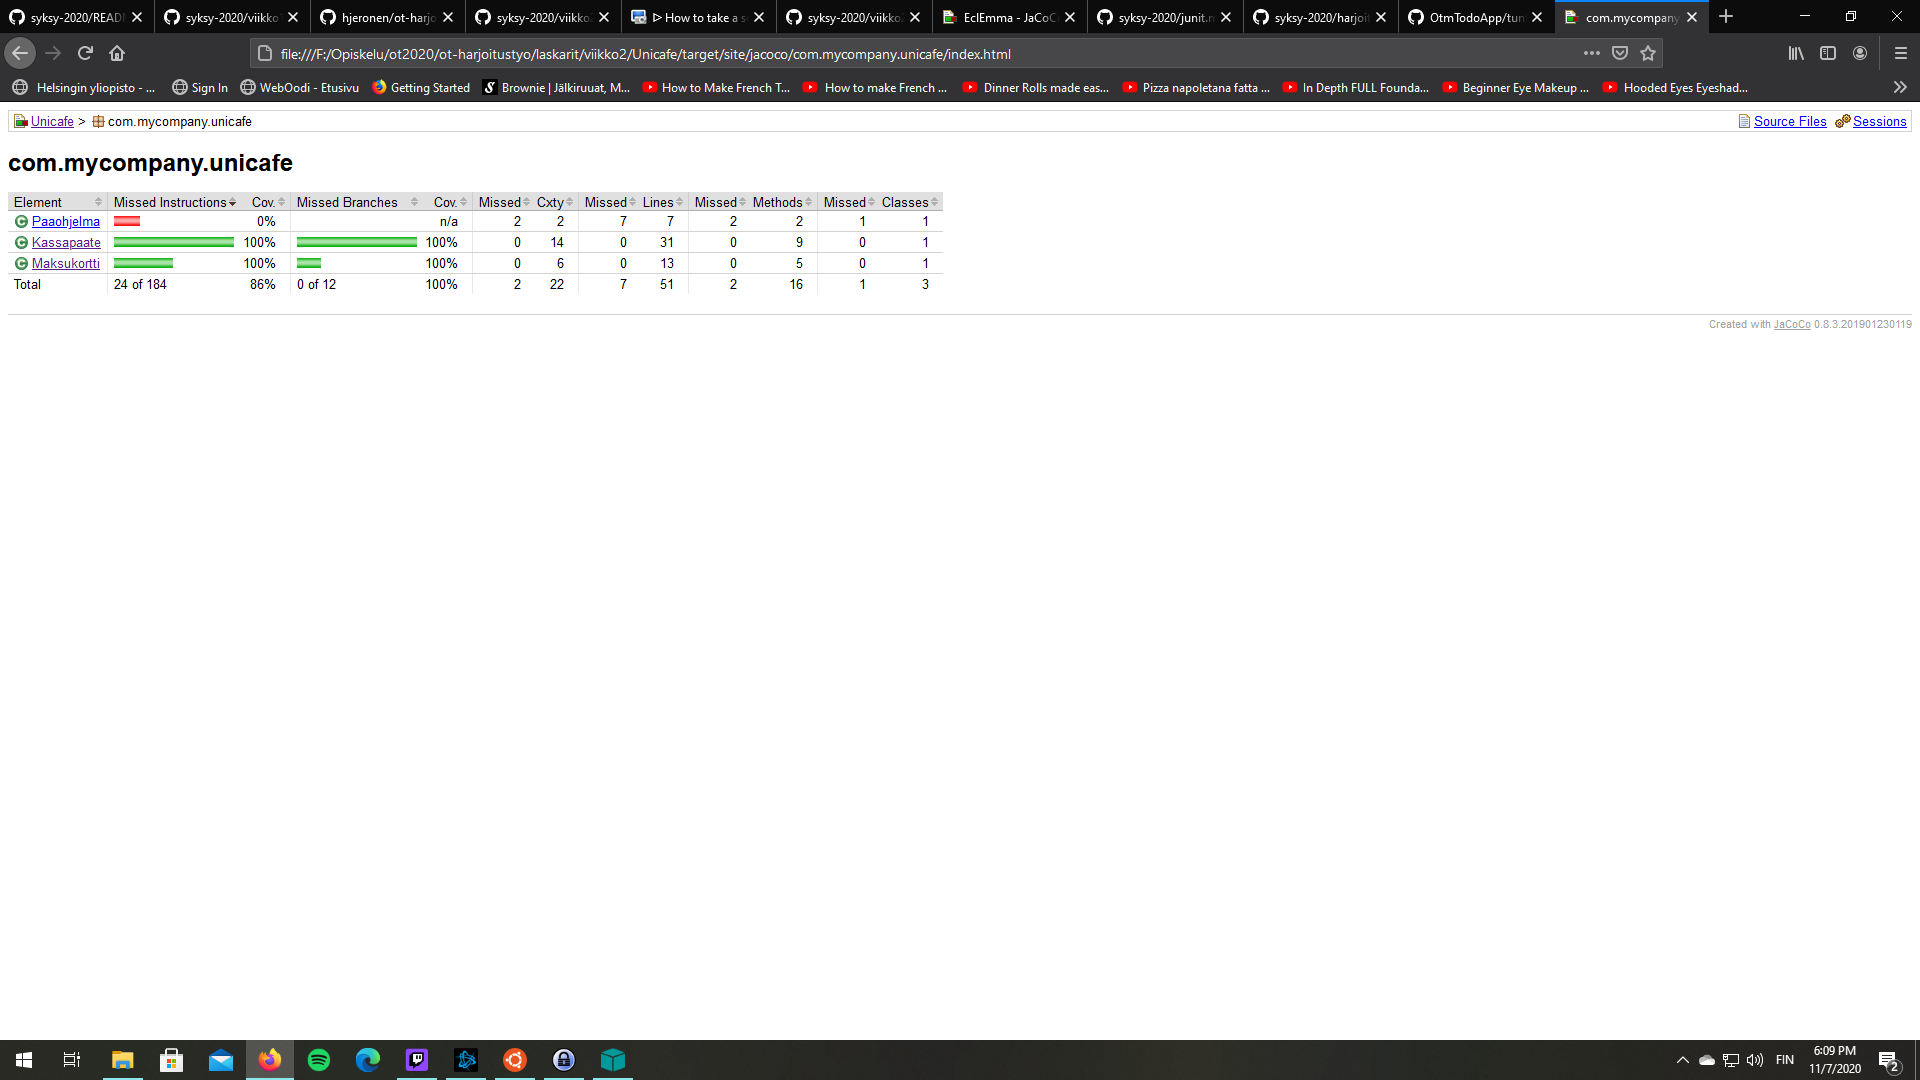 syksy-2020/READ
syksy-2020/viikko
hjeronen/ot-harjo
syksy-2020/viikko
ᐅ How to take a s
syksy-2020/viikko
EclEmma - JaCoC
syksy-2020/junit.m
syksy-2020/harjoit
OtmTodoApp/tun
com.mycompany
file:///F:/Opiskelu/ot2020/ot-harjoitustyo/laskarit/viikko2/Unicafe/target/site/jacoco/com.mycompany.unicafe/index.html
Helsingin yliopisto - ...
Sign In
WebOodi - Etusivu
Getting Started
Brownie | Jälkiruuat, M...
How to Make French T...
How to make French ...
Dinner Rolls made eas...
Pizza napoletana fatta ...
In Depth FULL Founda...
Beginner Eye Makeup ...
Hooded Eyes Eyeshad...
Unicafe > com.mycompany.unicafe
Source Files Sessions
com.mycompany.unicafe
Element Missed Instructions Cov. Missed Branches Cov. Missed Cxty Missed Lines Missed Methods Missed Classes
Paaohjelma 0% n/a 2 2 7 7 2 2 1 1
Kassapaate 100% 100% 0 14 0 31 0 9 0 1
Maksukortti 100% 100% 0 6 0 13 0 5 0 1
Total 24 of 184 86% 0 of 12 100% 2 22 7 51 2 16 1 3
Created with JaCoCo 0.8.3.201901230119
FIN
6:09 PM
11/7/2020
2